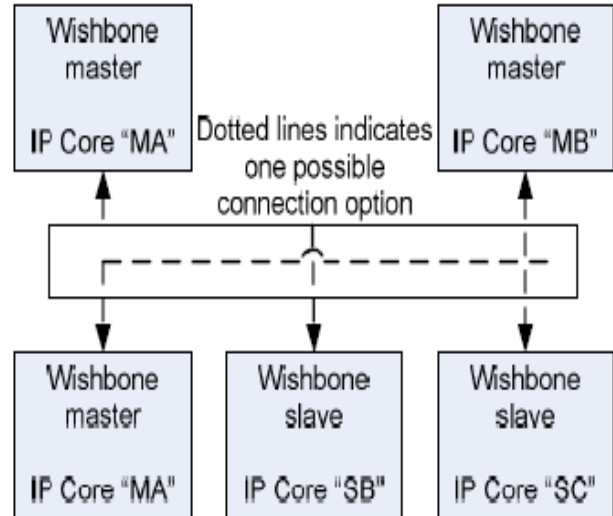 Wishbone
master
IP Core “MA”
Wishbone
master
IP Core “MB”
Dotted lines indicates
one possible
connection option
Wishbone
master
IP Core “MA”
Wishbone
slave
IP Core “SB”
Wishbone
slave
IP Core “SC”